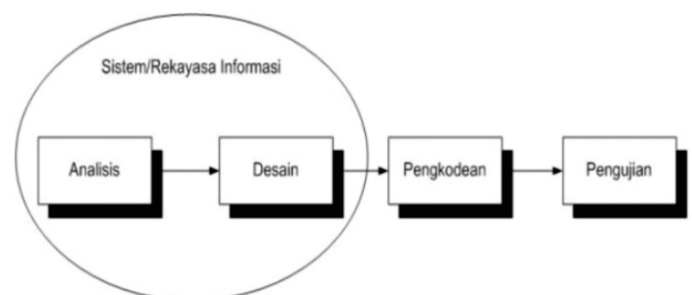 Sistem/Rekayasa Informasi
Analisis
Desain
Pengkodean
Pengujian